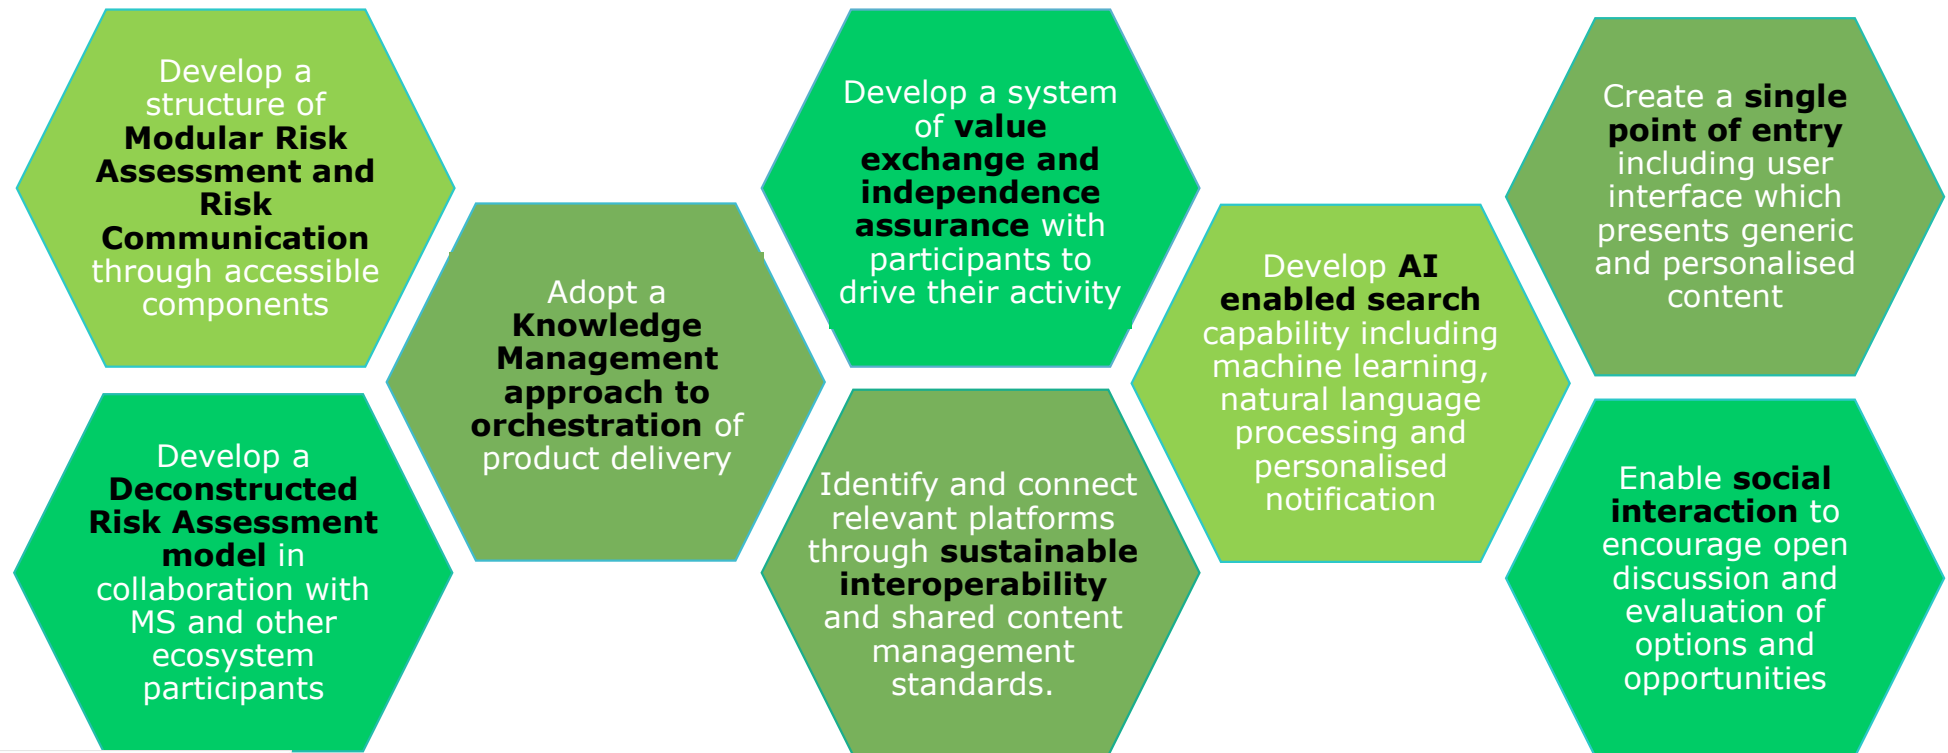 Develop a
structure of
Modular Risk
Assessment and
Risk
Communication
through accessible
components
Develop a
Deconstructed
Risk Assessment
model in
collaboration with
MS and other
ecosystem
participants
Adopt a
Knowledge
Management
approach to
orchestration of
product delivery
Develop a system
of value
exchange and
independence
assurance with
participants to
drive their activity
Identify and connect
relevant platforms
through sustainable
interoperability
and shared content
management
standards.
Develop AI
enabled search
capability including
machine learning,
natural language
processing and
personalised
notification
Create a single
point of entry
including user
interface which
presents generic
and personalised
content
Enable social
interaction to
encourage open
discussion and
evaluation of
options and
opportunities